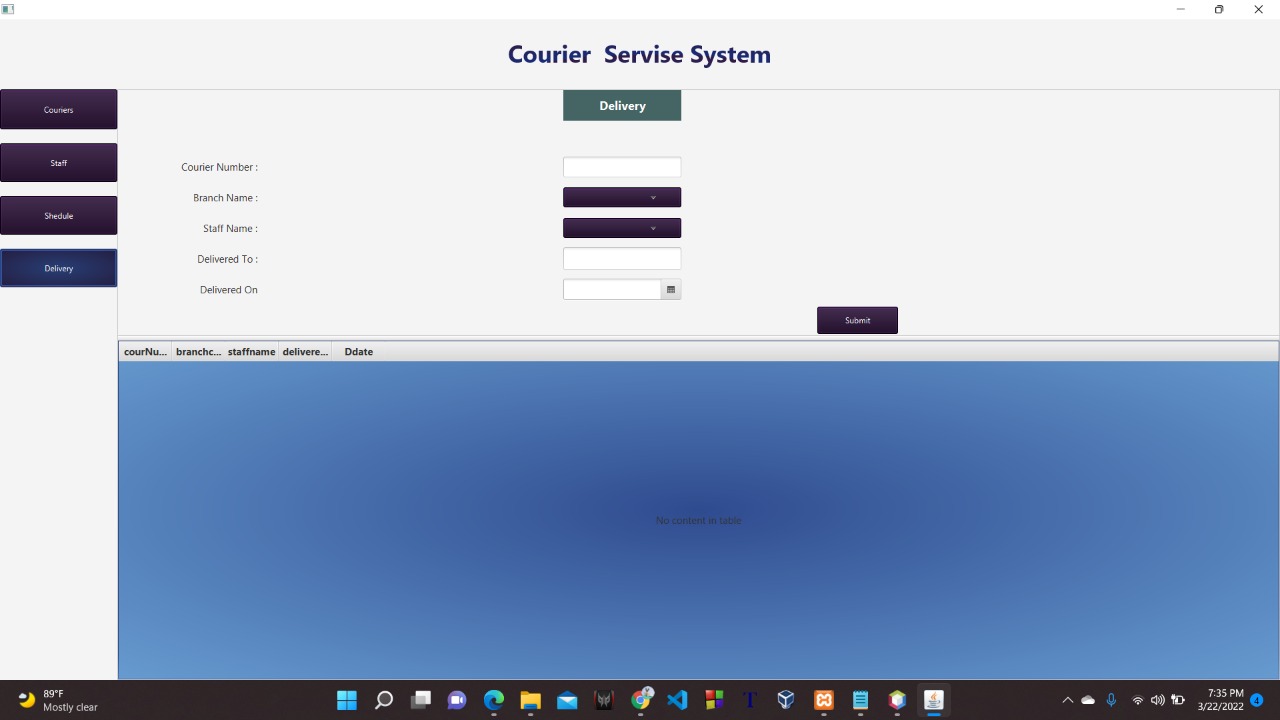 Courier Servise System
Couriers
Staff
Shedule
Delivery
Delivery
Courier Number :
Branch Name :
Staff Name :
Delivered To :
Delivered On
Submit
courNu... branchc... staffname delivere... Ddate
No content in table
89°F
Mostly clear
7:35 PM
3/22/2022
4